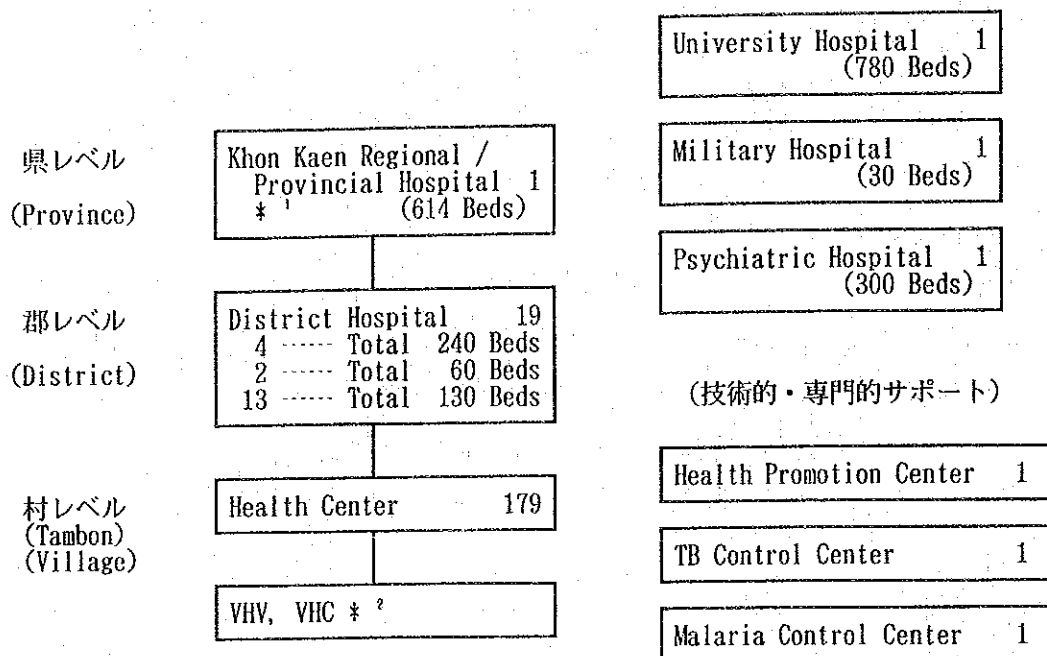 県レベル
(Province)
Khon Kaen Regional /
Provincial Hospital 1
* 1 (614 Beds)
郡レベル
(District)
District Hospital 19
4 ------ Total 240 Beds
2 ------ Total 60 Beds
13 ------ Total 130 Beds
村レベル
(Tambon)
(Village)
Health Center 179
VHV, VHC * 2
University Hospital 1
(780 Beds)
Military Hospital 1
(30 Beds)
Psychiatric Hospital 1
(300 Beds)
(技術的・専門的サポート)
Health Promotion Center 1
TB Control Center 1
Malaria Control Center 1